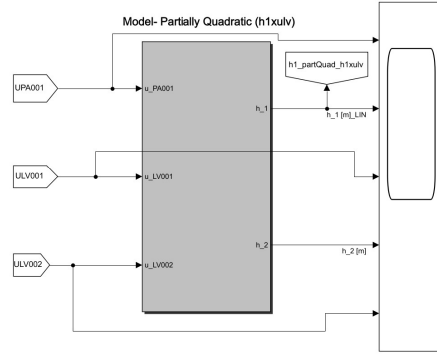 Model- Partially Quadratic (h1xulv)
h1_partQuad_h1xulv
UPA001
u_PA001
h_1
h_1 [m]_LIN
ULV001
u_LV001
h_2
h_2 [m]
ULV002
u_LV002